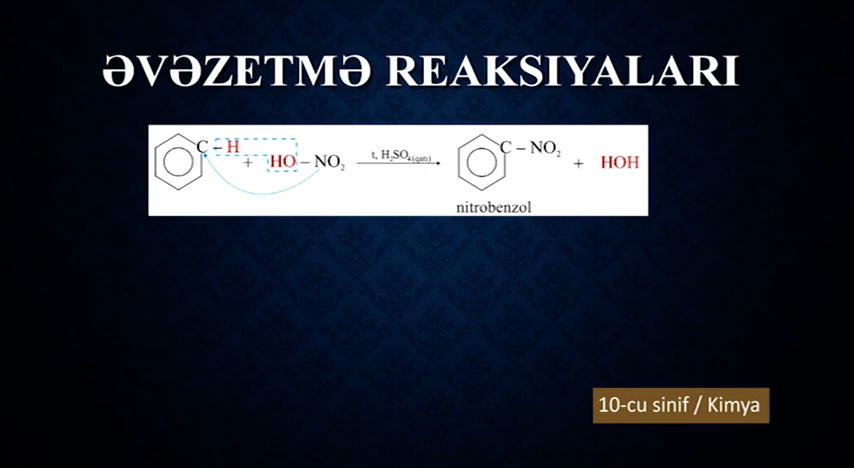 ƏVƏZETMƏ REAKSIYALARI
C – H + HO – NO₂ t, H₂SO₄(qatı) C – NO₂ + HOH
nitrobenzol
10-cu sinif / Kimya